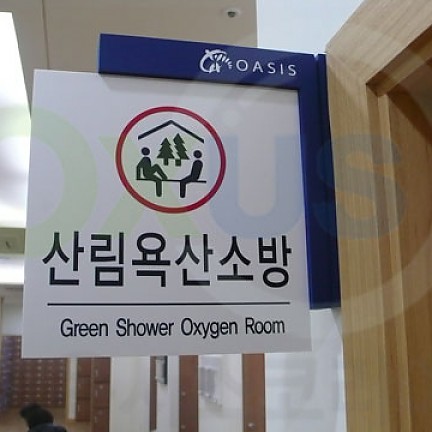 OASIS
산림욕산소방
Green Shower Oxygen Room